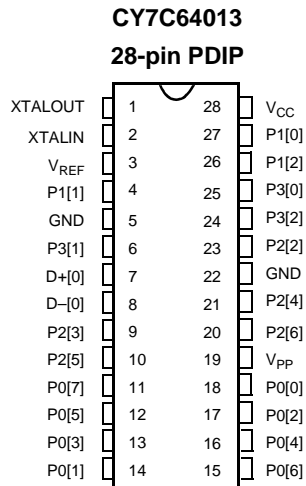 CY7C64013
28-pin PDIP
XTALOUT 1 28 VCC
XTALIN 2 27 P1[0]
VREF 3 26 P1[2]
P1[1] 4 25 P3[0]
GND 5 24 P3[2]
P3[1] 6 23 P2[2]
D+[0] 7 22 GND
D–[0] 8 21 P2[4]
P2[3] 9 20 P2[6]
P2[5] 10 19 VPP
P0[7] 11 18 P0[0]
P0[5] 12 17 P0[2]
P0[3] 13 16 P0[4]
P0[1] 14 15 P0[6]